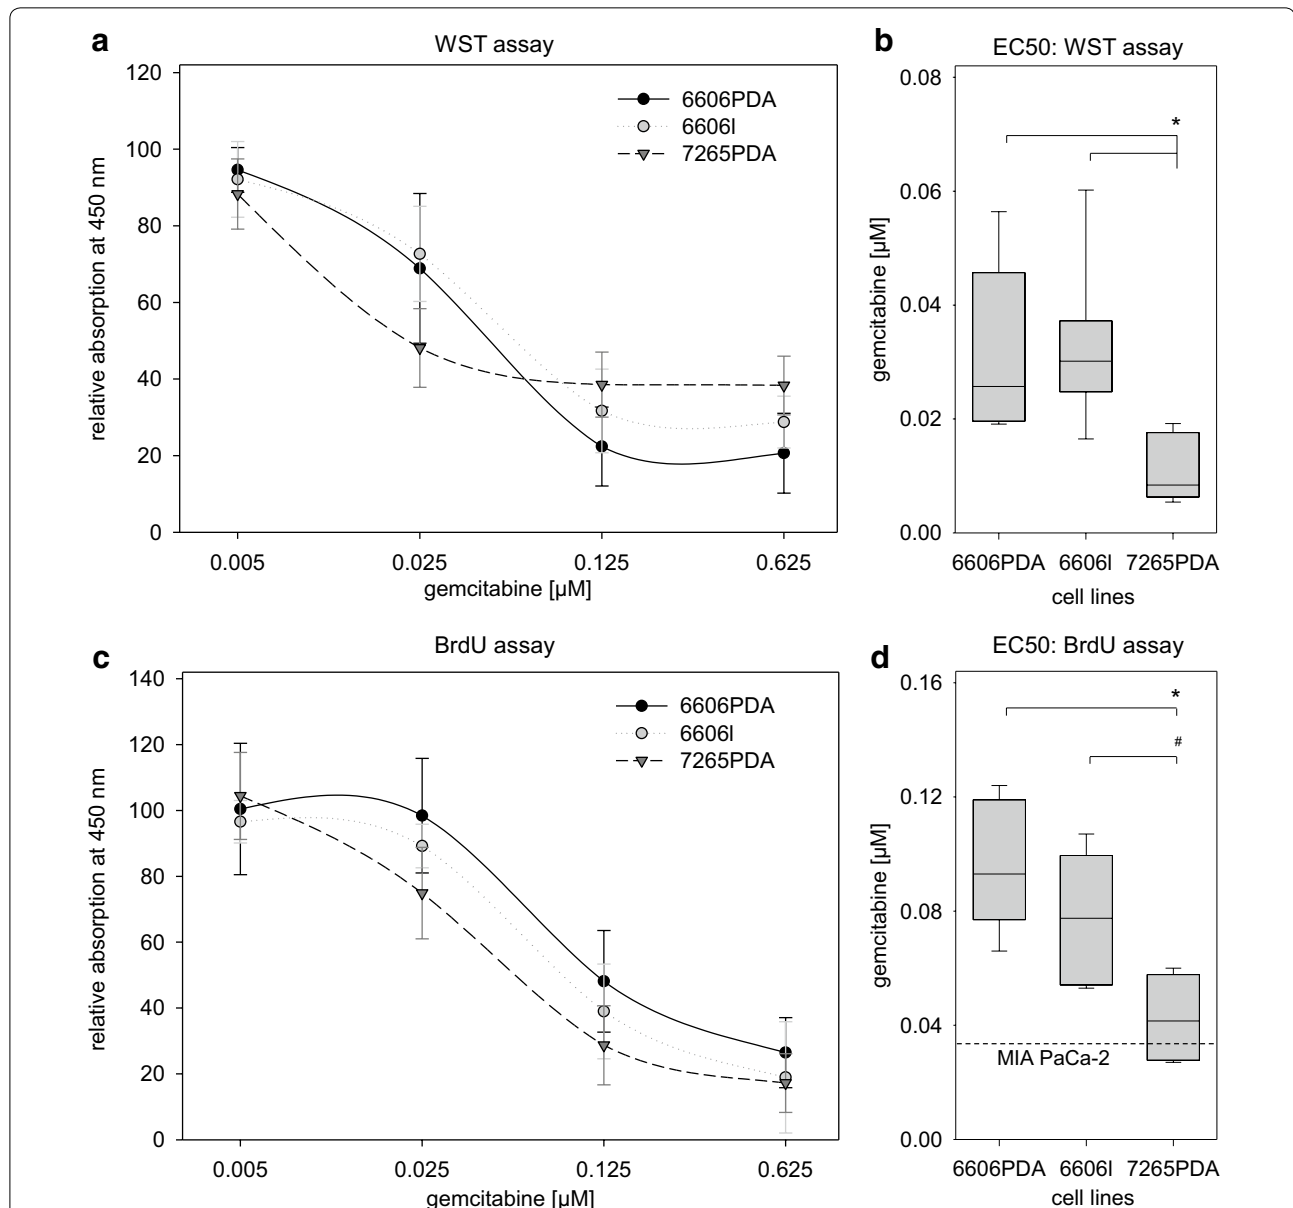 a
WST assay
120
100
80
60
40
20
0
relative absorption at 450 nm
6606PDA
6606l
7265PDA
0.005 0.025 0.125 0.625
gemcitabine [µM]
b
EC50: WST assay
0.08
0.06
0.04
0.02
0.00
gemcitabine [µM]
*
6606PDA 6606l 7265PDA
cell lines
c
BrdU assay
140
120
100
80
60
40
20
0
relative absorption at 450 nm
6606PDA
6606l
7265PDA
0.005 0.025 0.125 0.625
gemcitabine [µM]
d
EC50: BrdU assay
0.16
0.12
0.08
0.04
0.00
gemcitabine [µM]
*
#
MIA PaCa-2
6606PDA 6606l 7265PDA
cell lines